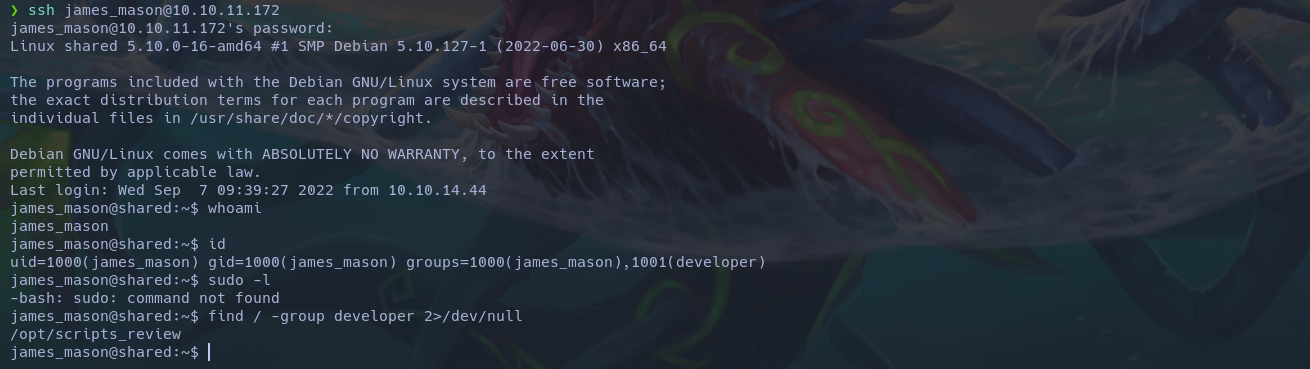 ❯ ssh james_mason@10.10.11.172
james_mason@10.10.11.172's password:
Linux shared 5.10.0-16-amd64 #1 SMP Debian 5.10.127-1 (2022-06-30) x86_64
The programs included with the Debian GNU/Linux system are free software;
the exact distribution terms for each program are described in the
individual files in /usr/share/doc/*/copyright.
Debian GNU/Linux comes with ABSOLUTELY NO WARRANTY, to the extent
permitted by applicable law.
Last login: Wed Sep  7 09:39:27 2022 from 10.10.14.44
james_mason@shared:~$ whoami
james_mason
james_mason@shared:~$ id
uid=1000(james_mason) gid=1000(james_mason) groups=1000(james_mason),1001(developer)
james_mason@shared:~$ sudo -l
-bash: sudo: command not found
james_mason@shared:~$ find / -group developer 2>/dev/null
/opt/scripts_review
james_mason@shared:~$